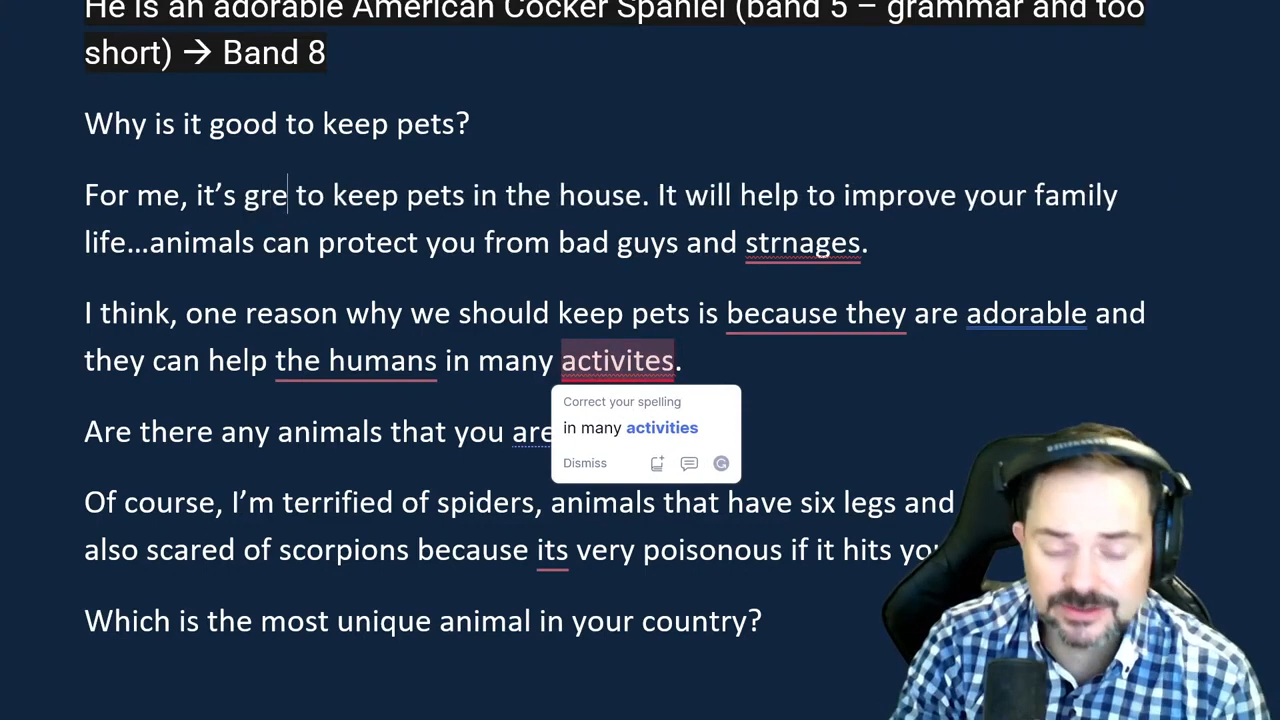 He is an adorable American Cocker Spaniel (band 5 – grammar and too
short) → Band 8
Why is it good to keep pets?
For me, it’s gre to keep pets in the house. It will help to improve your family
life…animals can protect you from bad guys and strnages.
I think, one reason why we should keep pets is because they are adorable and
they can help the humans in many activites.
Correct your spelling
in many activities
Dismiss
Are there any animals that you are
Of course, I’m terrified of spiders, animals that have six legs and
also scared of scorpions because its very poisonous if it hits you
Which is the most unique animal in your country?